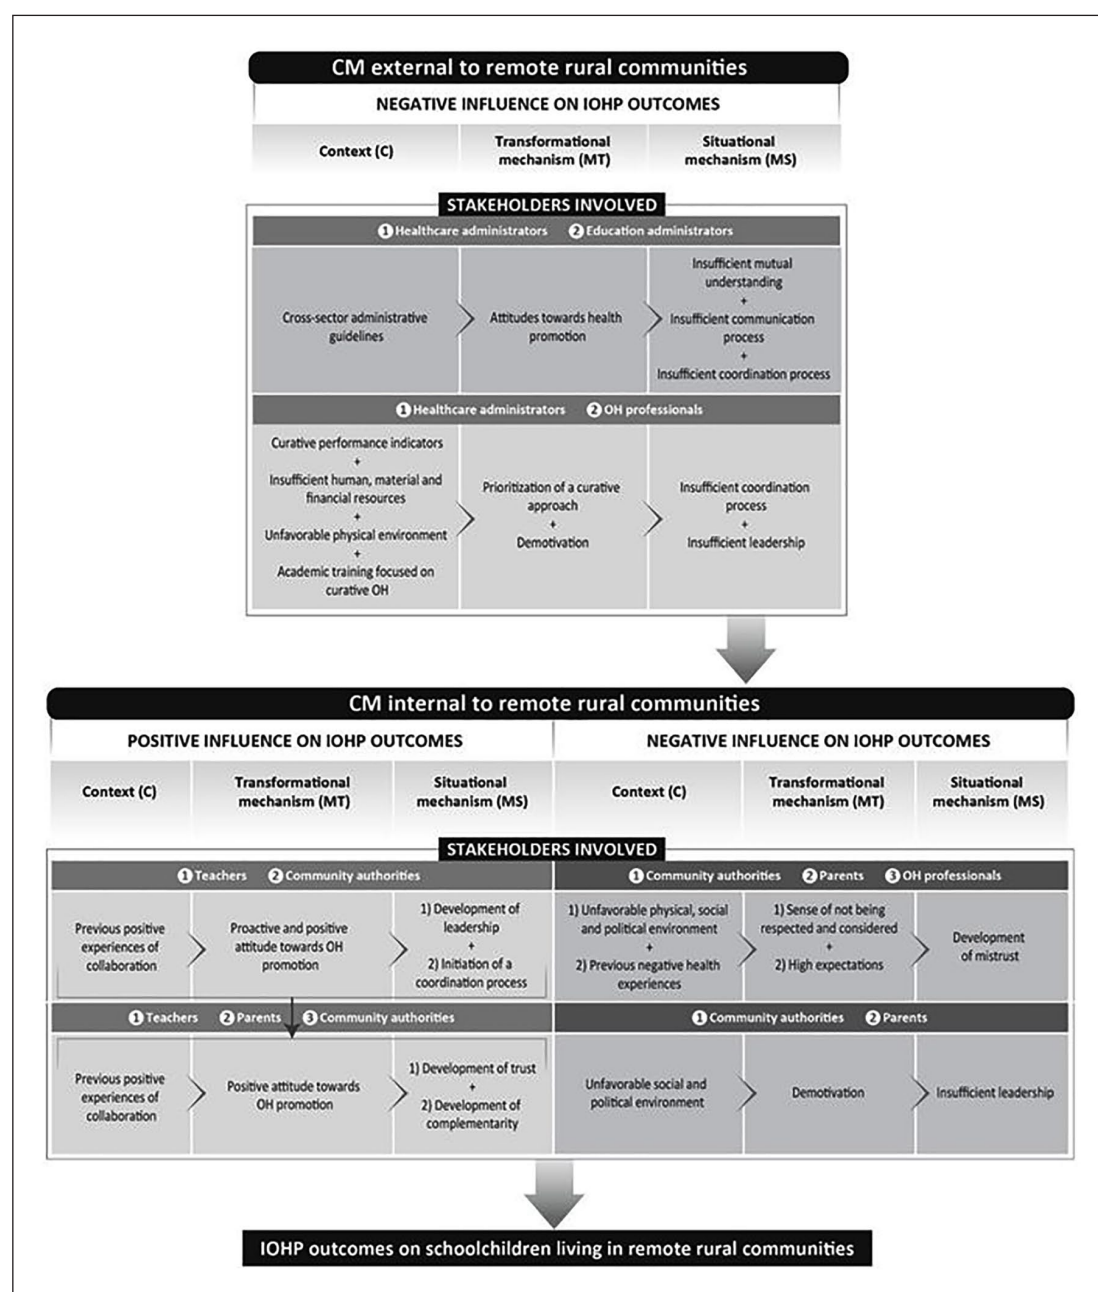 CM external to remote rural communities
NEGATIVE INFLUENCE ON IOHP OUTCOMES
Context (C)
Transformational
mechanism (MT)
Situational
mechanism (MS)
STAKEHOLDERS INVOLVED
1 Healthcare administrators 2 Education administrators
Cross-sector administrative
guidelines
Attitudes towards health
promotion
Insufficient mutual
understanding
+
Insufficient communication
process
+
Insufficient coordination process
1 Healthcare administrators 2 OH professionals
Curative performance indicators
+
Insufficient human, material and
financial resources
+
Unfavorable physical environment
+
Academic training focused on
curative OH
Prioritization of a curative
approach
+
Demotivation
Insufficient coordination
process
+
Insufficient leadership
CM internal to remote rural communities
POSITIVE INFLUENCE ON IOHP OUTCOMES
NEGATIVE INFLUENCE ON IOHP OUTCOMES
Context (C)
Transformational
mechanism (MT)
Situational
mechanism (MS)
Context (C)
Transformational
mechanism (MT)
Situational
mechanism (MS)
STAKEHOLDERS INVOLVED
1 Teachers 2 Community authorities
Previous positive
experiences of
collaboration
Proactive and positive
attitude towards OH
promotion
1) Development of
leadership
+
2) Initiation of a
coordination process
1 Community authorities 2 Parents 3 OH professionals
1) Unfavorable physical, social
and political environment
+
2) Previous negative health
experiences
1) Sense of not being
respected and considered
+
2) High expectations
Development
of mistrust
1 Teachers 2 Parents 3 Community authorities
Previous positive
experiences of
collaboration
Positive attitude towards
OH promotion
1) Development of trust
+
2) Development of
complementarity
1 Community authorities 2 Parents
Unfavorable social and
political environment
Demotivation
Insufficient leadership
IOHP outcomes on schoolchildren living in remote rural communities